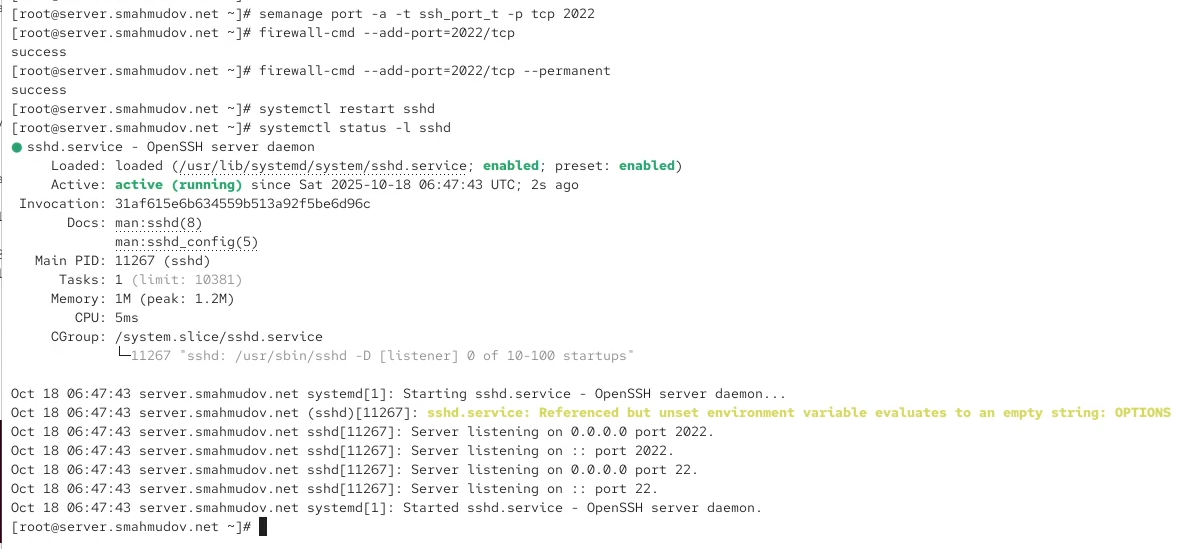 [root@server.smahmudov.net ~]# semanage port -a -t ssh_port_t -p tcp 2022
[root@server.smahmudov.net ~]# firewall-cmd --add-port=2022/tcp
success
[root@server.smahmudov.net ~]# firewall-cmd --add-port=2022/tcp --permanent
success
[root@server.smahmudov.net ~]# systemctl restart sshd
[root@server.smahmudov.net ~]# systemctl status -l sshd
● sshd.service - OpenSSH server daemon
Loaded: loaded (/usr/lib/systemd/system/sshd.service; enabled; preset: enabled)
Active: active (running) since Sat 2025-10-18 06:47:43 UTC; 2s ago
Invocation: 31af615e6b634559b513a92f5be6d96c
Docs: man:sshd(8)
man:sshd_config(5)
Main PID: 11267 (sshd)
Tasks: 1 (limit: 10381)
Memory: 1M (peak: 1.2M)
CPU: 5ms
CGroup: /system.slice/sshd.service
└─11267 "sshd: /usr/sbin/sshd -D [listener] 0 of 10-100 startups"
Oct 18 06:47:43 server.smahmudov.net systemd[1]: Starting sshd.service - OpenSSH server daemon...
Oct 18 06:47:43 server.smahmudov.net (sshd)[11267]: sshd.service: Referenced but unset environment variable evaluates to an empty string: OPTIONS
Oct 18 06:47:43 server.smahmudov.net sshd[11267]: Server listening on 0.0.0.0 port 2022.
Oct 18 06:47:43 server.smahmudov.net sshd[11267]: Server listening on :: port 2022.
Oct 18 06:47:43 server.smahmudov.net sshd[11267]: Server listening on 0.0.0.0 port 22.
Oct 18 06:47:43 server.smahmudov.net sshd[11267]: Server listening on :: port 22.
Oct 18 06:47:43 server.smahmudov.net systemd[1]: Started sshd.service - OpenSSH server daemon.
[root@server.smahmudov.net ~]#